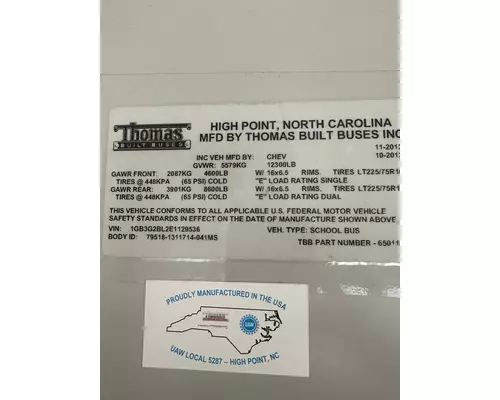 Thomas
BUILT BUSES
HIGH POINT, NORTH CAROLINA
MFD BY THOMAS BUILT BUSES INC
11-201
INC VEH MFD BY: CHEV 10-201
GVWR: 5579KG 12300LB
GAWR FRONT: 2087KG 4600LB W/ 16x6.5 RIMS. TIRES LT225/75R1
TIRES @ 448KPA (65 PSI) COLD "E" LOAD RATING SINGLE
GAWR REAR: 3901KG 8600LB W/ 16x6.5 RIMS. TIRES LT225/75R1
TIRES @ 448KPA (65 PSI) COLD "E" LOAD RATING DUAL
THIS VEHICLE CONFORMS TO ALL APPLICABLE U.S. FEDERAL MOTOR VEHICLE
SAFETY STANDARDS IN EFFECT ON THE DATE OF MANUFACTURE SHOWN ABOVE.
VIN: 1GB3G2BL2E1129536 VEH. TYPE: SCHOOL BUS
BODY ID: 79518-1311714-041MS TBB PART NUMBER - 6501
PROUDLY MANUFACTURED IN THE USA
UAW LOCAL 5287 – HIGH POINT, NC